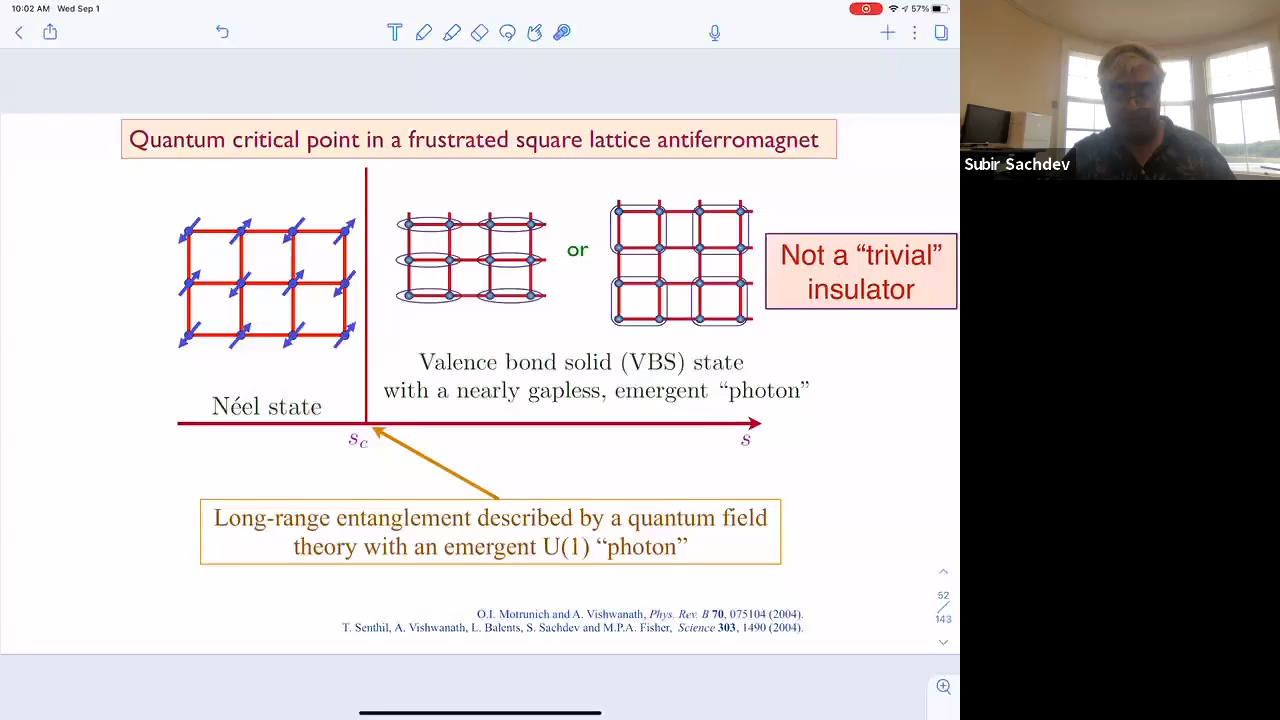 10:02 AM Wed Sep 1
57%
T
Quantum critical point in a frustrated square lattice antiferromagnet
or
Not a “trivial”
insulator
Valence bond solid (VBS) state
with a nearly gapless, emergent “photon”
Néel state
s_c
s
Long-range entanglement described by a quantum field
theory with an emergent U(1) “photon”
O.I. Motrunich and A. Vishwanath, Phys. Rev. B 70, 075104 (2004).
T. Senthil, A. Vishwanath, L. Balents, S. Sachdev and M.P.A. Fisher, Science 303, 1490 (2004).
52
143
Subir Sachdev